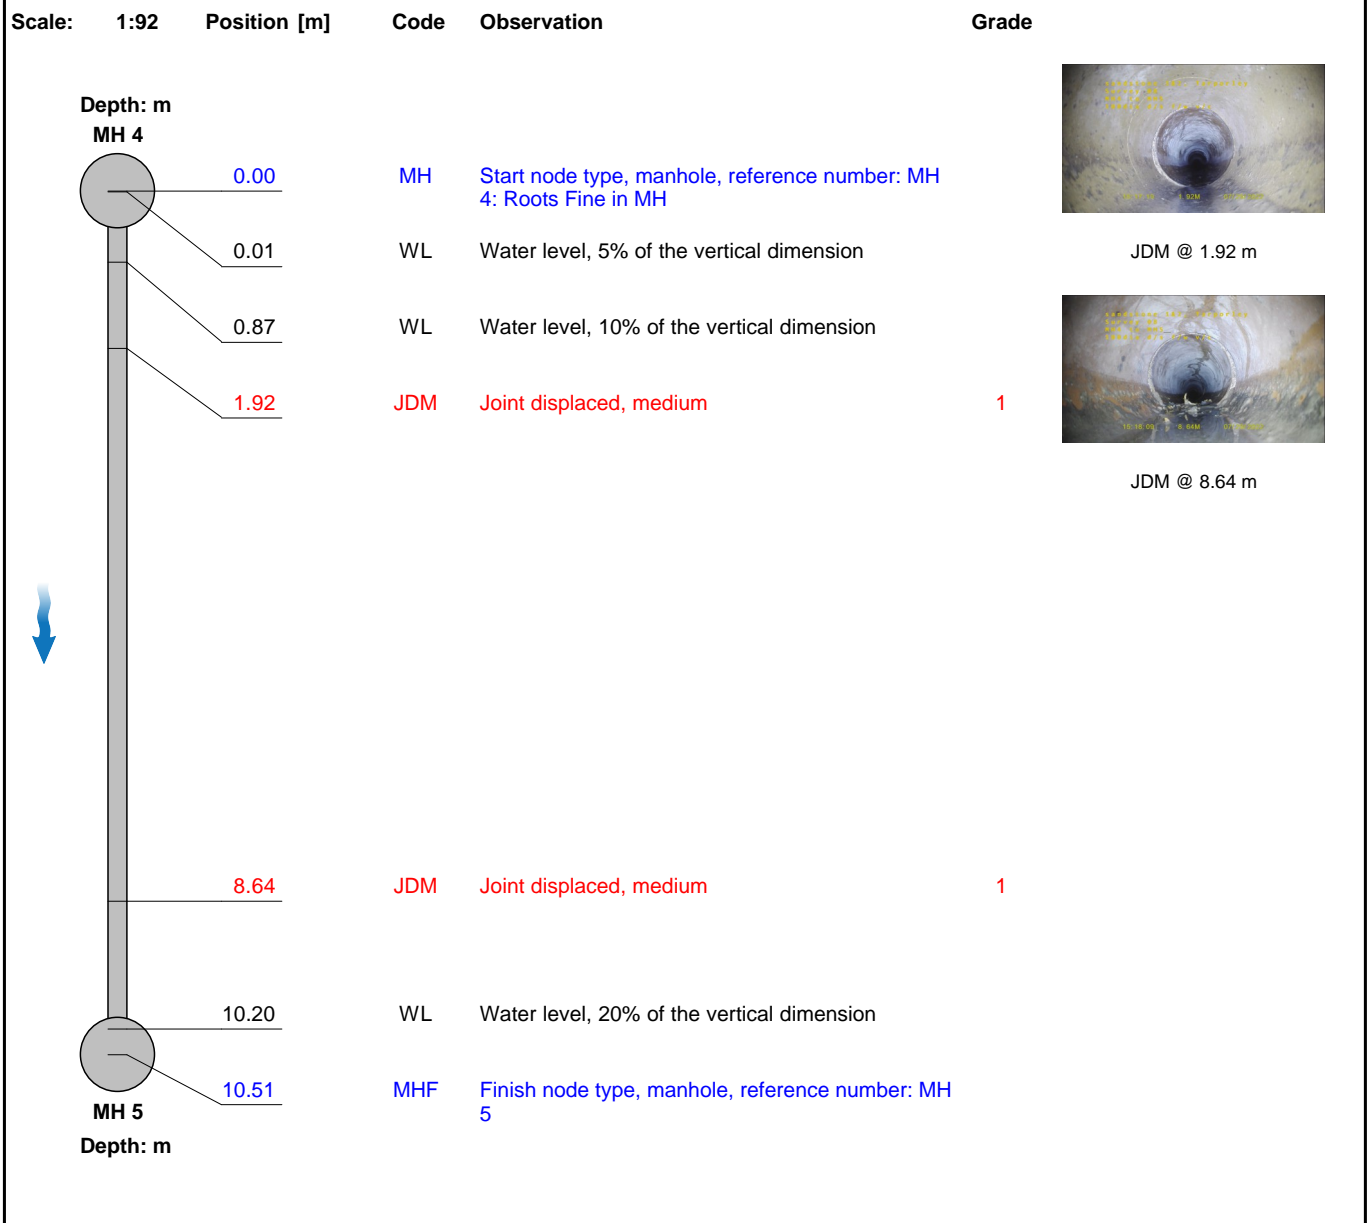 Scale: 1:92 Position [m] Code Observation Grade
Depth: m
MH 4
0.00 MH Start node type, manhole, reference number: MH
4: Roots Fine in MH
0.01 WL Water level, 5% of the vertical dimension
JDM @ 1.92 m
0.87 WL Water level, 10% of the vertical dimension
1.92 JDM Joint displaced, medium 1
JDM @ 8.64 m
8.64 JDM Joint displaced, medium 1
10.20 WL Water level, 20% of the vertical dimension
10.51 MHF Finish node type, manhole, reference number: MH
5
MH 5
Depth: m